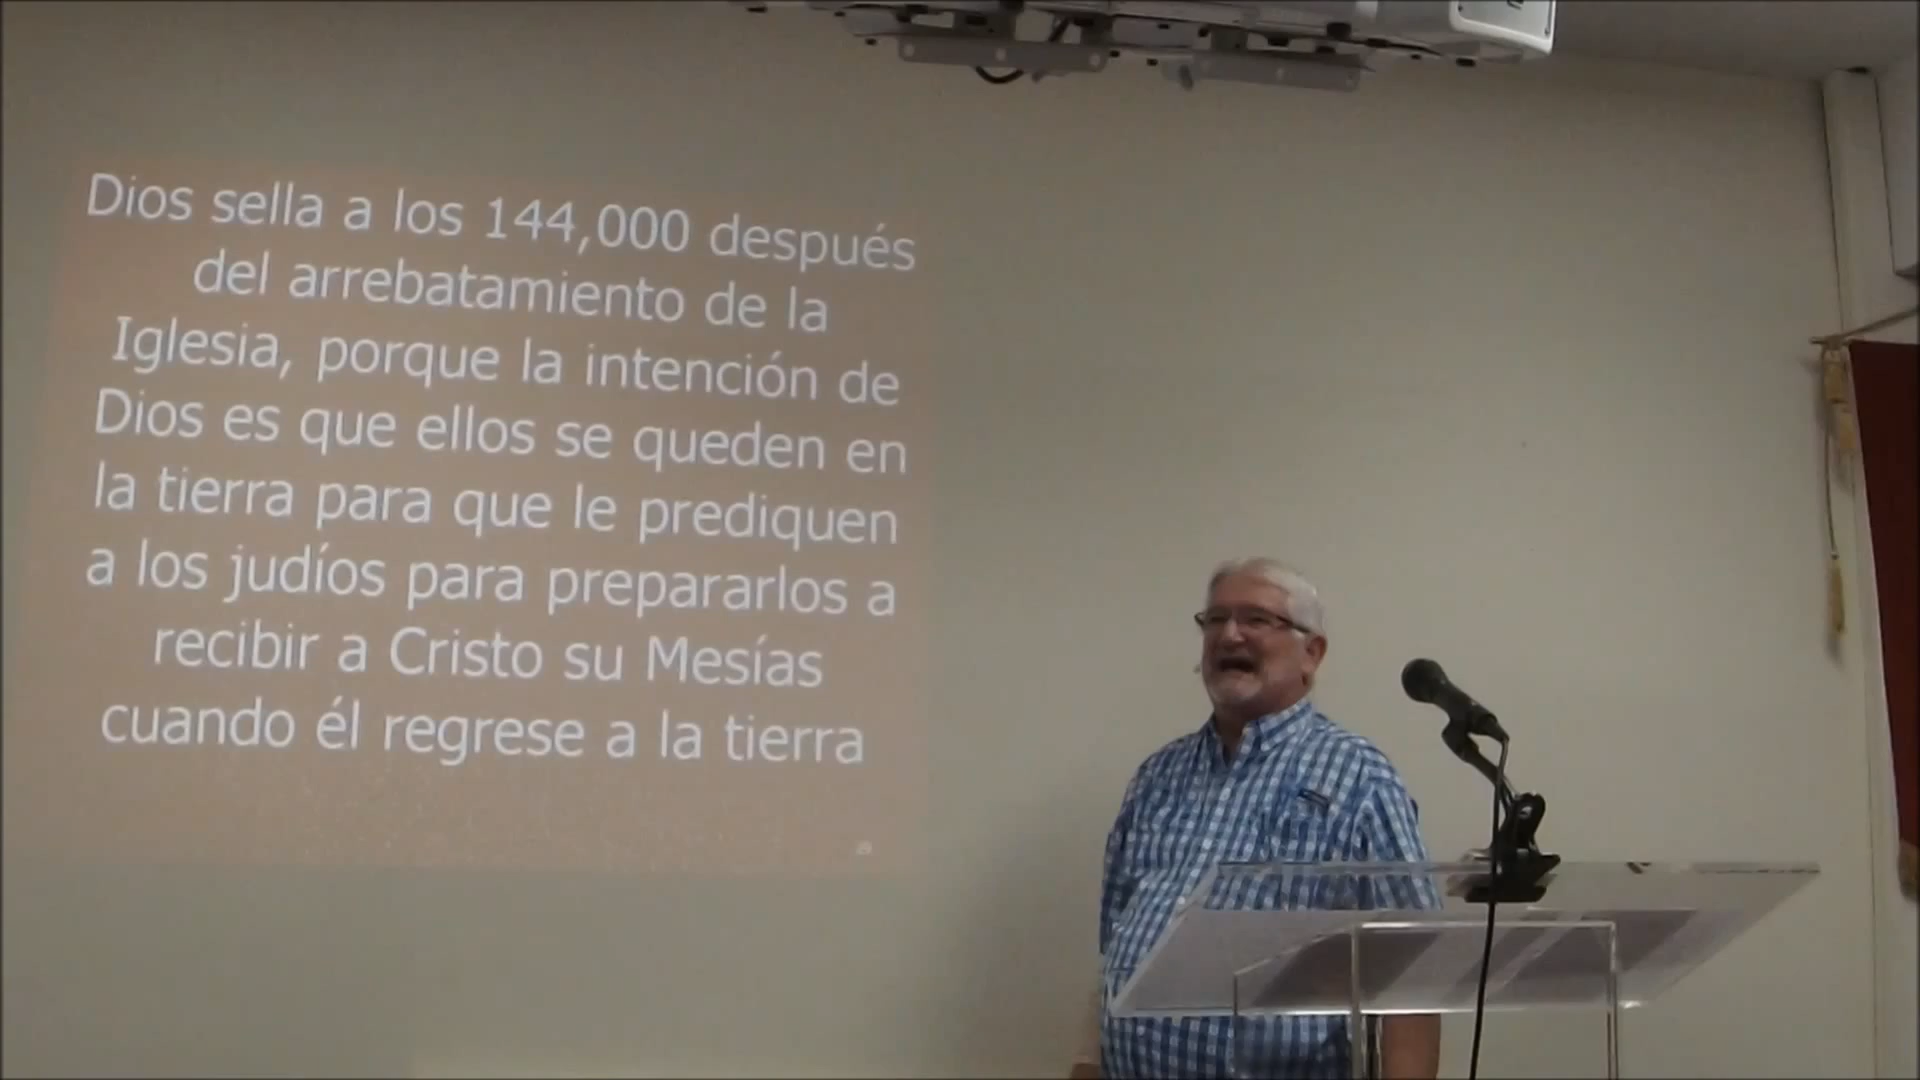 Dios sella a los 144,000 después
del arrebatamiento de la
Iglesia, porque la intención de
Dios es que ellos se queden en
la tierra para que le prediquen
a los judíos para prepararlos a
recibir a Cristo su Mesías
cuando él regrese a la tierra